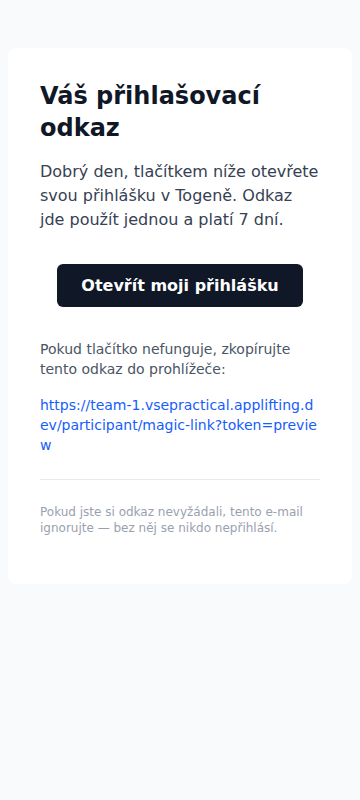 Váš přihlašovací
odkaz
Dobrý den, tlačítkem níže otevřete
svou přihlášku v Togeně. Odkaz
jde použít jednou a platí 7 dní.
Otevřít moji přihlášku
Pokud tlačítko nefunguje, zkopírujte
tento odkaz do prohlížeče:
https://team-1.vsepractical.applifting.d
ev/participant/magic-link?token=previe
w
Pokud jste si odkaz nevyžádali, tento e-mail
ignorujte — bez něj se nikdo nepřihlásí.